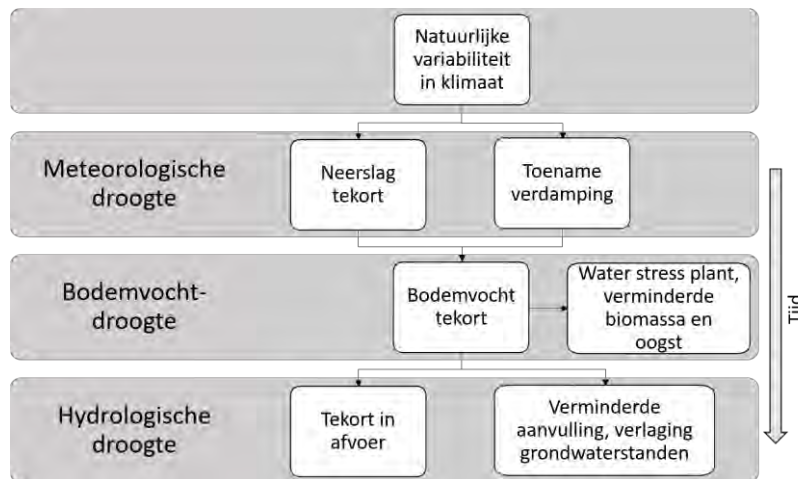 Natuurlijke
variabiliteit
in klimaat
Meteorologische
droogte
Neerslag
tekort
Toename
verdamping
Bodemvocht-
droogte
Bodemvocht
tekort
Water stress plant,
verminderde
biomassa en
oogst
Hydrologische
droogte
Tekort in
afvoer
Verminderde
aanvulling, verlaging
grondwaterstanden
Tijd